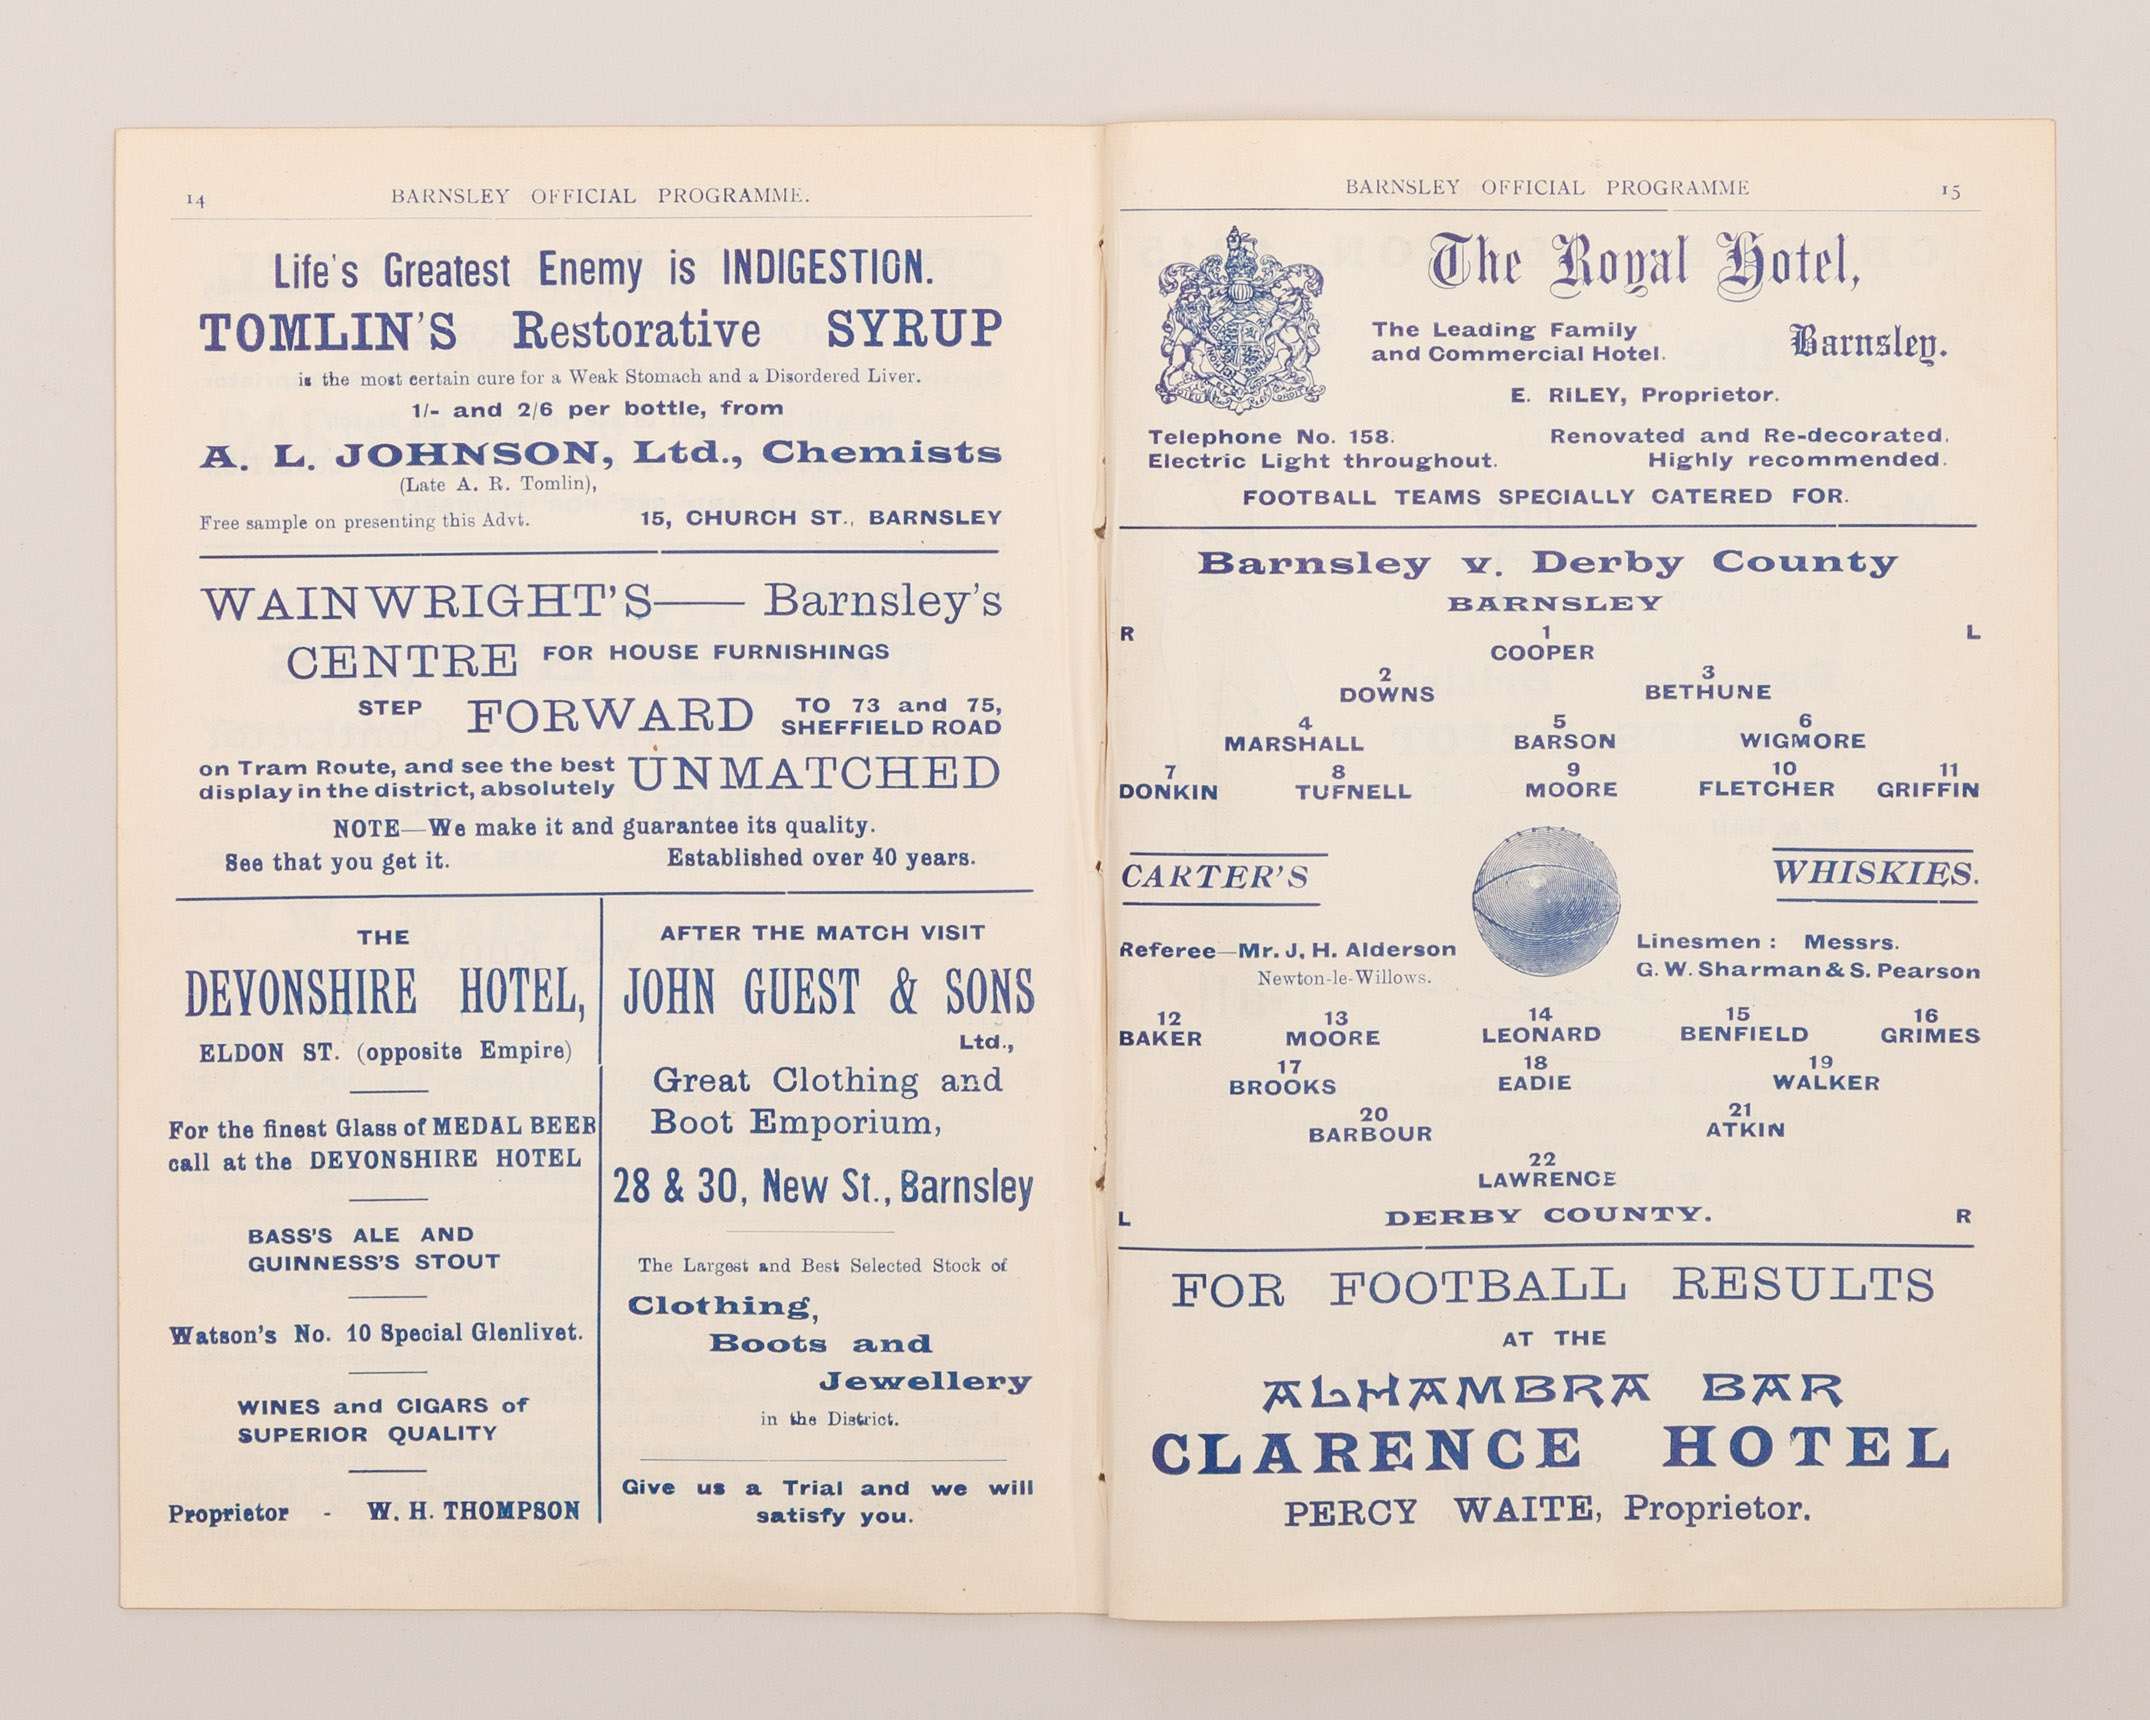 14 BARNSLEY OFFICIAL PROGRAMME.
Life's Greatest Enemy is INDIGESTION.
TOMLIN'S Restorative SYRUP
is the most certain cure for a Weak Stomach and a Disordered Liver.
1/- and 2/6 per bottle, from
A. L. JOHNSON, Ltd., Chemists
(Late A. R. Tomlin),
Free sample on presenting this Advt. 15, CHURCH ST., BARNSLEY
WAINWRIGHT'S—— Barnsley's
CENTRE FOR HOUSE FURNISHINGS
STEP FORWARD TO 73 and 75,
SHEFFIELD ROAD
on Tram Route, and see the best
display in the district, absolutely UNMATCHED
NOTE—We make it and guarantee its quality.
See that you get it. Established over 40 years.
THE
DEVONSHIRE HOTEL,
ELDON ST. (opposite Empire)
For the finest Glass of MEDAL BEER
call at the DEVONSHIRE HOTEL
BASS'S ALE AND
GUINNESS'S STOUT
Watson's No. 10 Special Glenlivet.
WINES and CIGARS of
SUPERIOR QUALITY
Proprietor - W. H. THOMPSON
AFTER THE MATCH VISIT
JOHN GUEST & SONS
Ltd.,
Great Clothing and
Boot Emporium,
28 & 30, New St., Barnsley
The Largest and Best Selected Stock of
Clothing,
Boots and
Jewellery
in the District.
Give us a Trial and we will
satisfy you.
BARNSLEY OFFICIAL PROGRAMME 15
The Royal Hotel,
The Leading Family
and Commercial Hotel. Barnsley.
E. RILEY, Proprietor.
Telephone No. 158. Renovated and Re-decorated.
Electric Light throughout. Highly recommended.
FOOTBALL TEAMS SPECIALLY CATERED FOR.
Barnsley v. Derby County
BARNSLEY
R 1 L
COOPER
2 3
DOWNS BETHUNE
4 5 6
MARSHALL BARSON WIGMORE
7 8 9 10 11
DONKIN TUFNELL MOORE FLETCHER GRIFFIN
CARTER'S WHISKIES.
Referee—Mr. J. H. Alderson
Newton-le-Willows.
Linesmen : Messrs.
G. W. Sharman & S. Pearson
12 13 14 15 16
BAKER MOORE LEONARD BENFIELD GRIMES
17 18 19
BROOKS EADIE WALKER
20 21
BARBOUR ATKIN
22
LAWRENCE
L DERBY COUNTY. R
FOR FOOTBALL RESULTS
AT THE
ALHAMBRA BAR
CLARENCE HOTEL
PERCY WAITE, Proprietor.